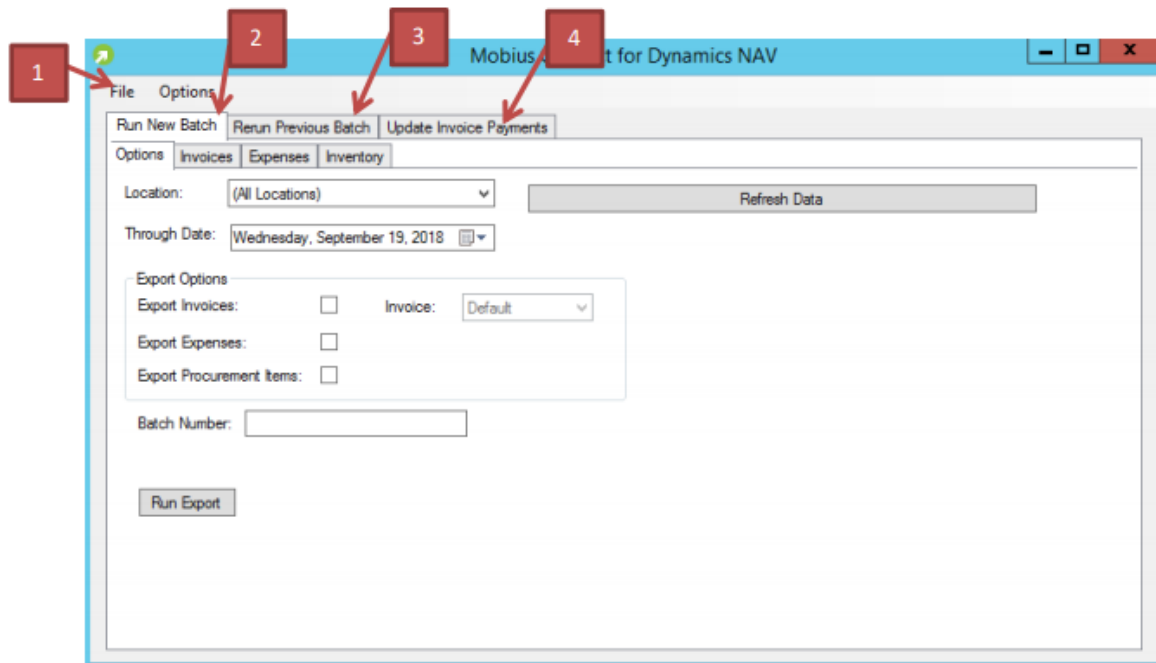 1
2
3
4
Mobius t for Dynamics NAV
File Options
Run New Batch Rerun Previous Batch Update Invoice Payments
Options Invoices Expenses Inventory
Location: (All Locations) Refresh Data
Through Date: Wednesday, September 19, 2018
Export Options
Export Invoices: Invoice: Default
Export Expenses:
Export Procurement Items:
Batch Number:
Run Export